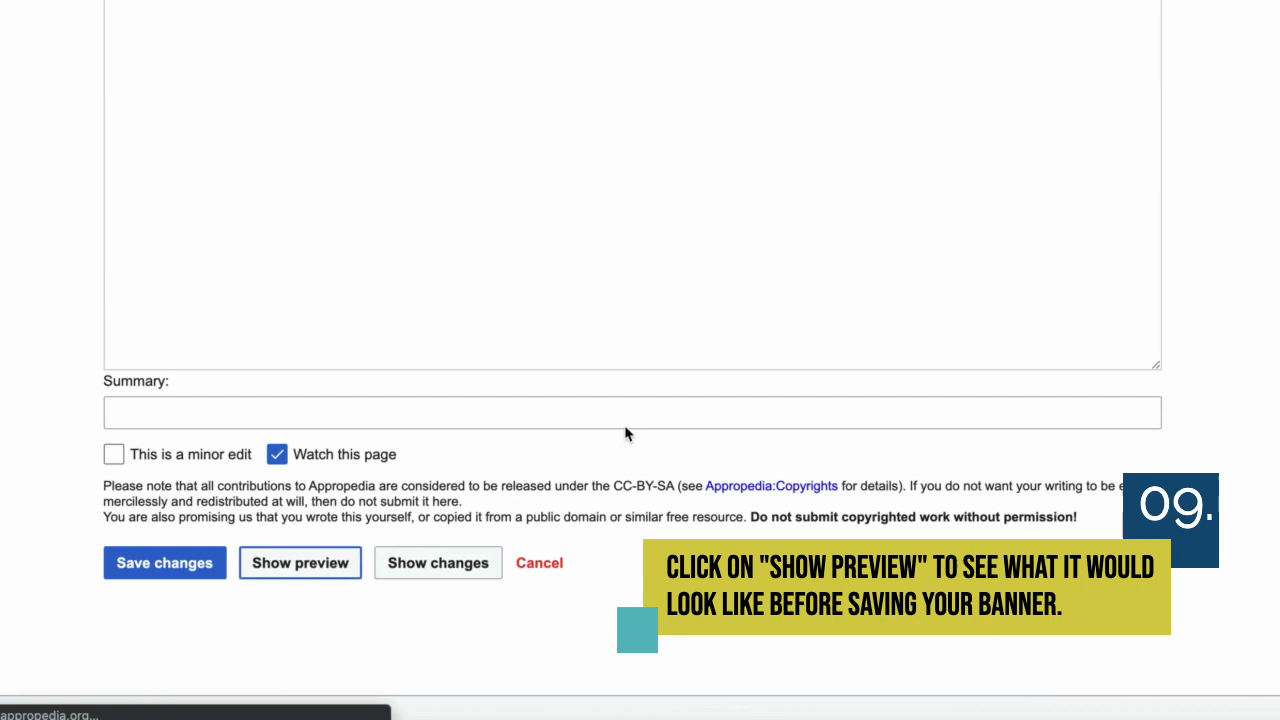 Summary:
This is a minor edit Watch this page
Please note that all contributions to Appropedia are considered to be released under the CC-BY-SA (see Appropedia:Copyrights for details). If you do not want your writing to be
mercilessly and redistributed at will, then do not submit it here.
You are also promising us that you wrote this yourself, or copied it from a public domain or similar free resource. Do not submit copyrighted work without permission!
09.
Save changes Show preview Show changes Cancel
CLICK ON "SHOW PREVIEW" TO SEE WHAT IT WOULD
LOOK LIKE BEFORE SAVING YOUR BANNER.
appropedia.org...